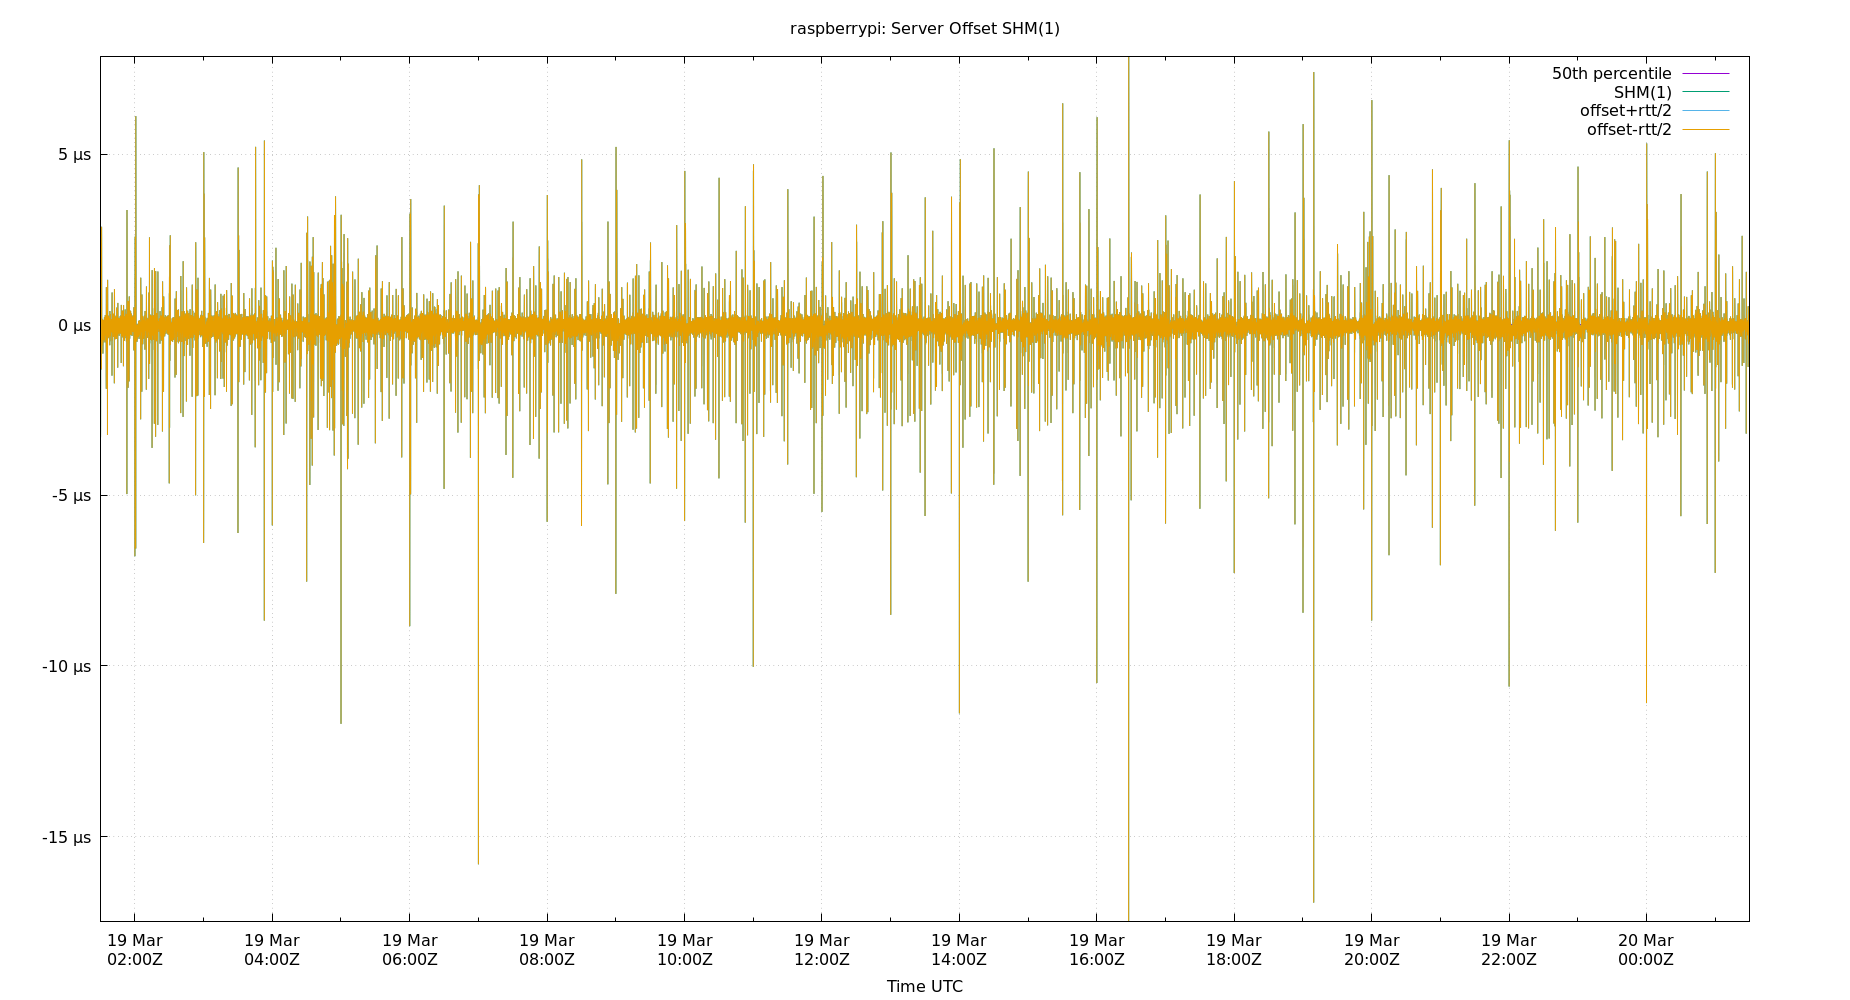 raspberrypi: Server Offset SHM(1)
50th percentile
SHM(1)
offset+rtt/2
offset-rtt/2
5 µs
0 µs
-5 µs
-10 µs
-15 µs
19 Mar 19 Mar 19 Mar 19 Mar 19 Mar 19 Mar 19 Mar 19 Mar 19 Mar 19 Mar 19 Mar 20 Mar
02:00Z 04:00Z 06:00Z 08:00Z 10:00Z 12:00Z 14:00Z 16:00Z 18:00Z 20:00Z 22:00Z 00:00Z
Time UTC